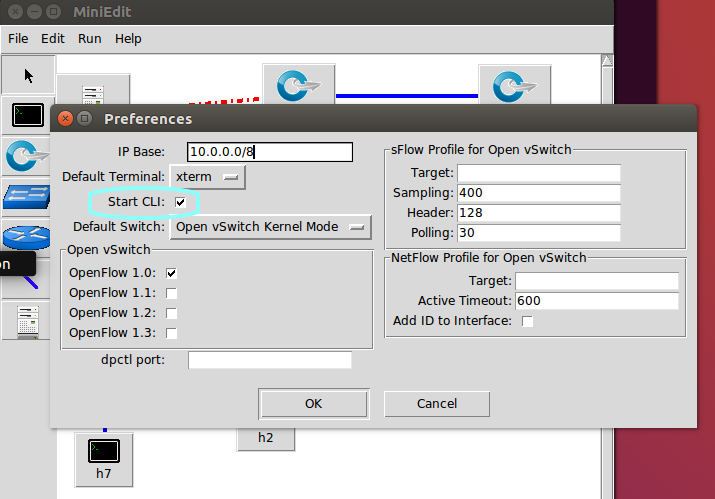 MiniEdit
File Edit Run Help
Preferences
IP Base: 10.0.0.0/8
Default Terminal: xterm
Start CLI:
Default Switch: Open vSwitch Kernel Mode
Open vSwitch
OpenFlow 1.0:
OpenFlow 1.1:
OpenFlow 1.2:
OpenFlow 1.3:
dpctl port:
sFlow Profile for Open vSwitch
Target:
Sampling: 400
Header: 128
Polling: 30
NetFlow Profile for Open vSwitch
Target:
Active Timeout: 600
Add ID to Interface:
OK
Cancel
on
h2
h7